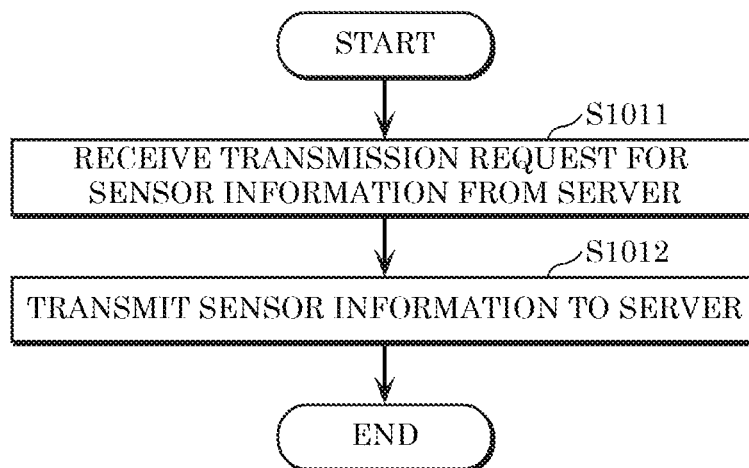 START
S1011
RECEIVE TRANSMISSION REQUEST FOR
SENSOR INFORMATION FROM SERVER
S1012
TRANSMIT SENSOR INFORMATION TO SERVER
END